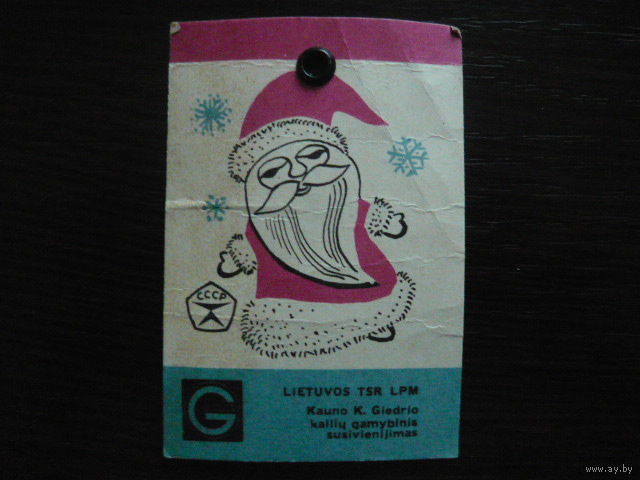 СССР
G
LIETUVOS TSR LPM
Kauno K. Giedrio
kailių gamybinis
susivienijimas
www.ay.by